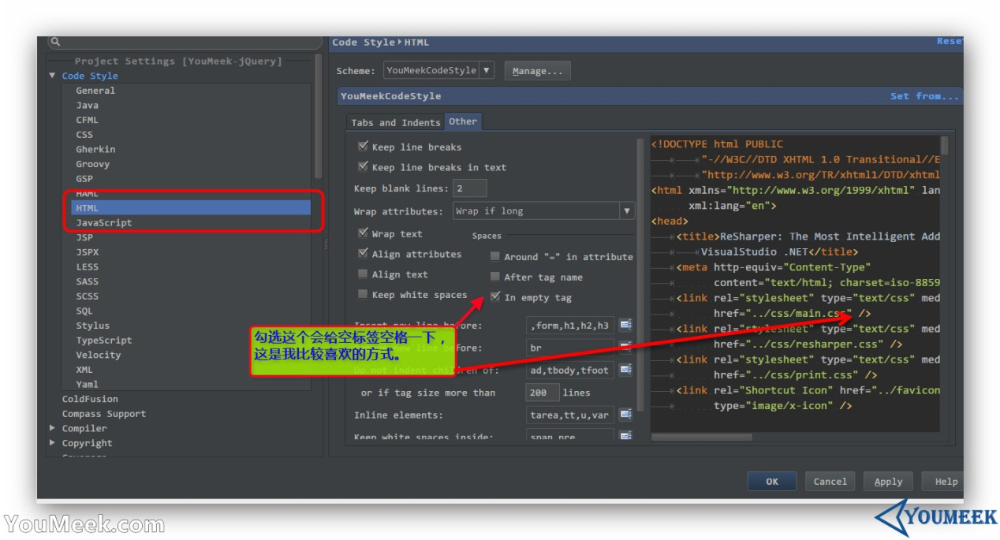 Code Style▸HTML
Reset
Project Settings [YouMeek-jQuery]
Code Style
General
Java
CFML
CSS
Gherkin
Groovy
GSP
HAML
HTML
JavaScript
JSP
JSPX
LESS
SASS
SCSS
SQL
Stylus
TypeScript
Velocity
XML
Yaml
ColdFusion
Compass Support
Compiler
Copyright
Coverage
Scheme: YouMeekCodeStyle Manage...
YouMeekCodeStyle Set from...
Tabs and Indents Other
Keep line breaks
Keep line breaks in text
Keep blank lines: 2
Wrap attributes: Wrap if long
Wrap text
Align attributes
Align text
Keep white spaces
Spaces
Around "=" in attribute
After tag name
In empty tag
Insert new line before: ,form,h1,h2,h3
new line before: br
Do not indent children of: ad,tbody,tfoot
or if tag size more than 200 lines
Inline elements: tarea,tt,u,var
Keep white spaces inside: span,pre
勾选这个会给空标签空格一下，
这是我比较喜欢的方式。
<!DOCTYPE html PUBLIC
"-//W3C//DTD XHTML 1.0 Transitional//E
"http://www.w3.org/TR/xhtml1/DTD/xhtml
<html xmlns="http://www.w3.org/1999/xhtml" lan
xml:lang="en">
<head>
<title>ReSharper: The Most Intelligent Add
VisualStudio .NET</title>
<meta http-equiv="Content-Type"
content="text/html; charset=iso-8859
<link rel="stylesheet" type="text/css" med
href="../css/main.css" />
<link rel="stylesheet" type="text/css" med
href="../css/resharper.css" />
<link rel="stylesheet" type="text/css" med
href="../css/print.css" />
<link rel="Shortcut Icon" href="../favicon
type="image/x-icon" />
OK Cancel Apply Help
YouMeek.com
YOUMEEK